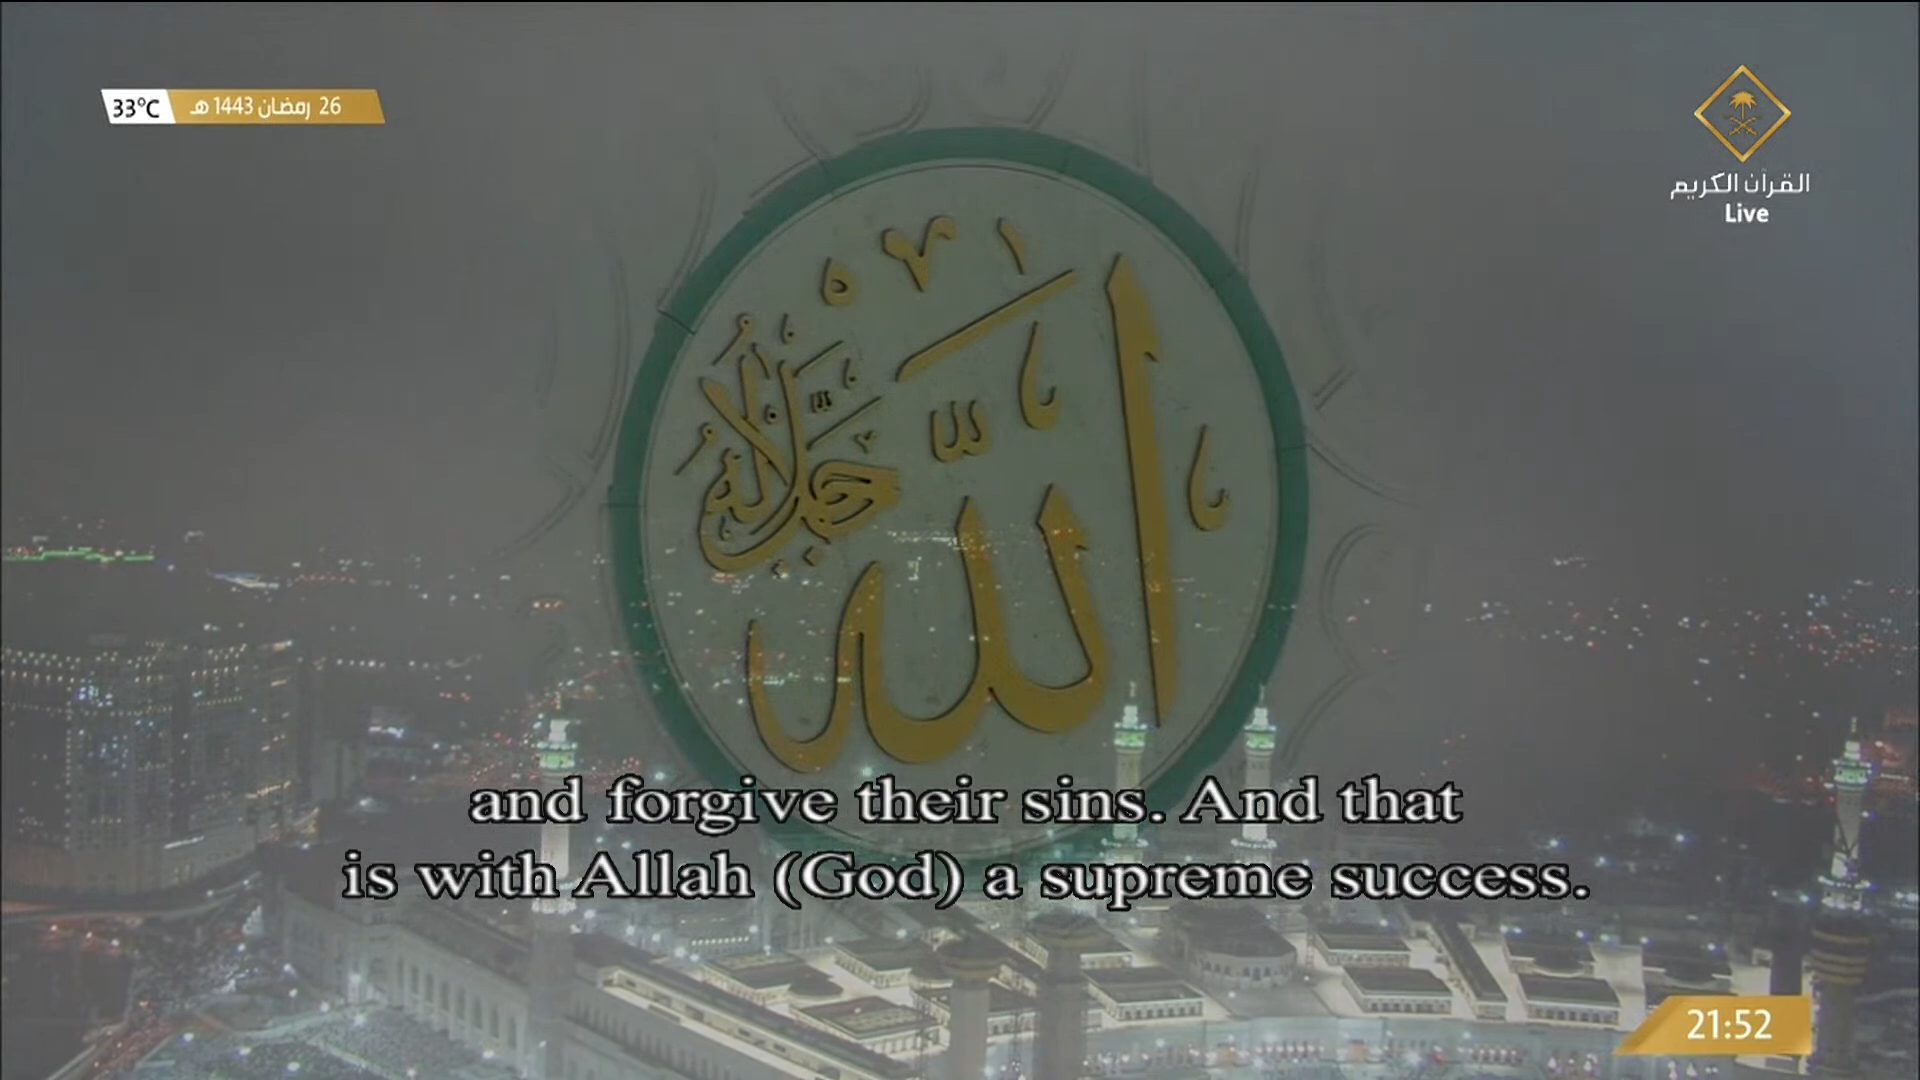 33°C
26 رمضان 1443 هـ
القرآن الكريم
Live
الله
جل جلاله
and forgive their sins. And that
is with Allah (God) a supreme success.
21:52